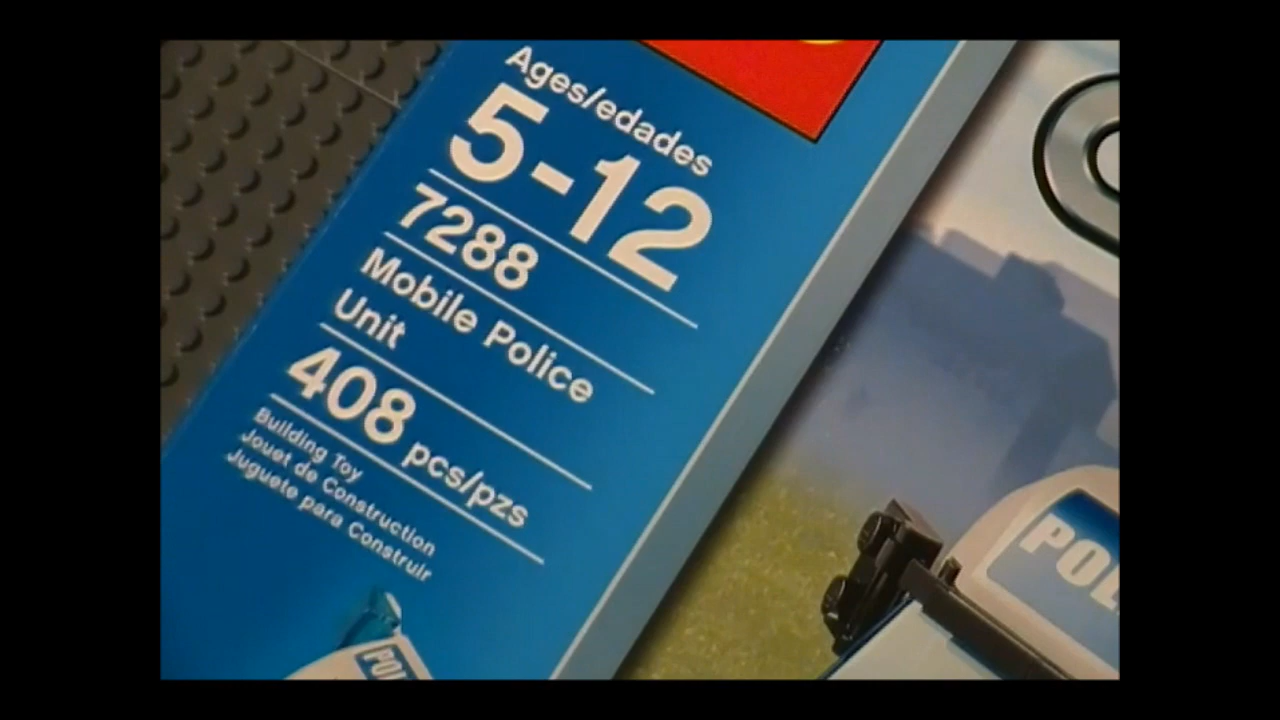 Ages/edades
5-12
7288
Mobile Police
Unit
408 pcs/pzs
Building Toy
Jouet de Construction
Juguete para Construir